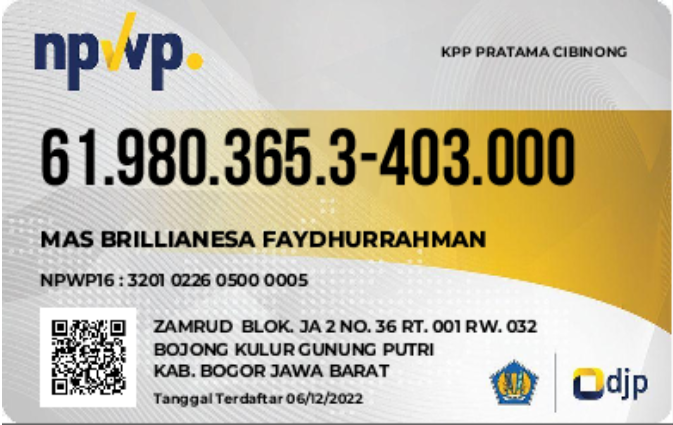 npwp.
KPP PRATAMA CIBINONG
61.980.365.3-403.000
MAS BRILLIANESA FAYDHURRAHMAN
NPWP16 : 3201 0226 0500 0005
ZAMRUD BLOK. JA 2 NO. 36 RT. 001 RW. 032
BOJONG KULUR GUNUNG PUTRI
KAB. BOGOR JAWA BARAT
Tanggal Terdaftar 06/12/2022
djp